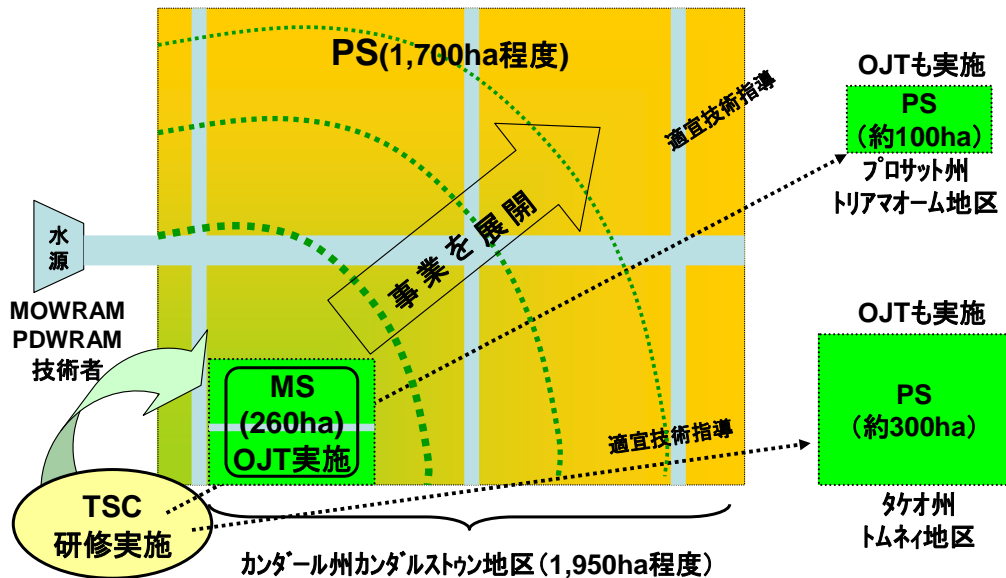 PS(1,700ha程度)
適宜技術指導
OJTも実施
PS
(約100ha)
プロサット州
トリアマオーム地区
事業を展開
水
源
MOWRAM
PDWRAM
技術者
MS
(260ha)
OJT実施
適宜技術指導
OJTも実施
PS
(約300ha)
タケオ州
トムネィ地区
TSC
研修実施
カンダール州カンダルストゥン地区(1,950ha程度)